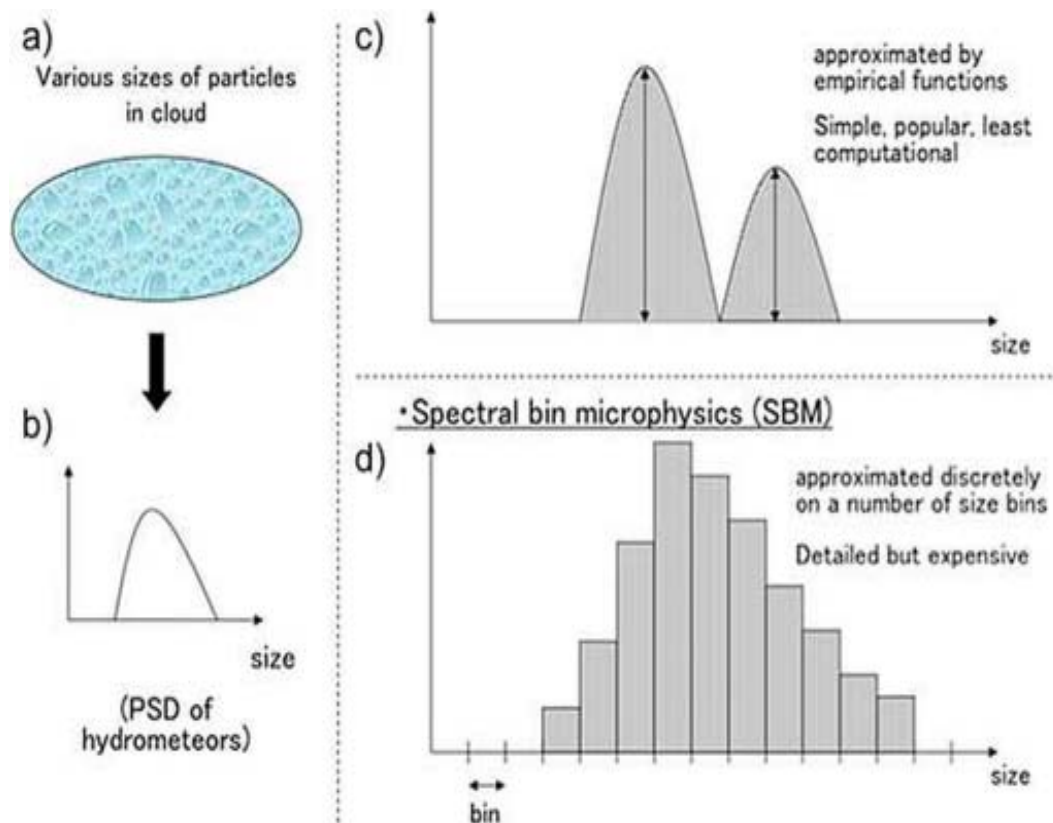 a)
Various sizes of particles
in cloud
b)
size
(PSD of
hydrometeors)
c)
approximated by
empirical functions
Simple, popular, least
computational
size
・Spectral bin microphysics (SBM)
d)
approximated discretely
on a number of size bins
Detailed but expensive
size
bin